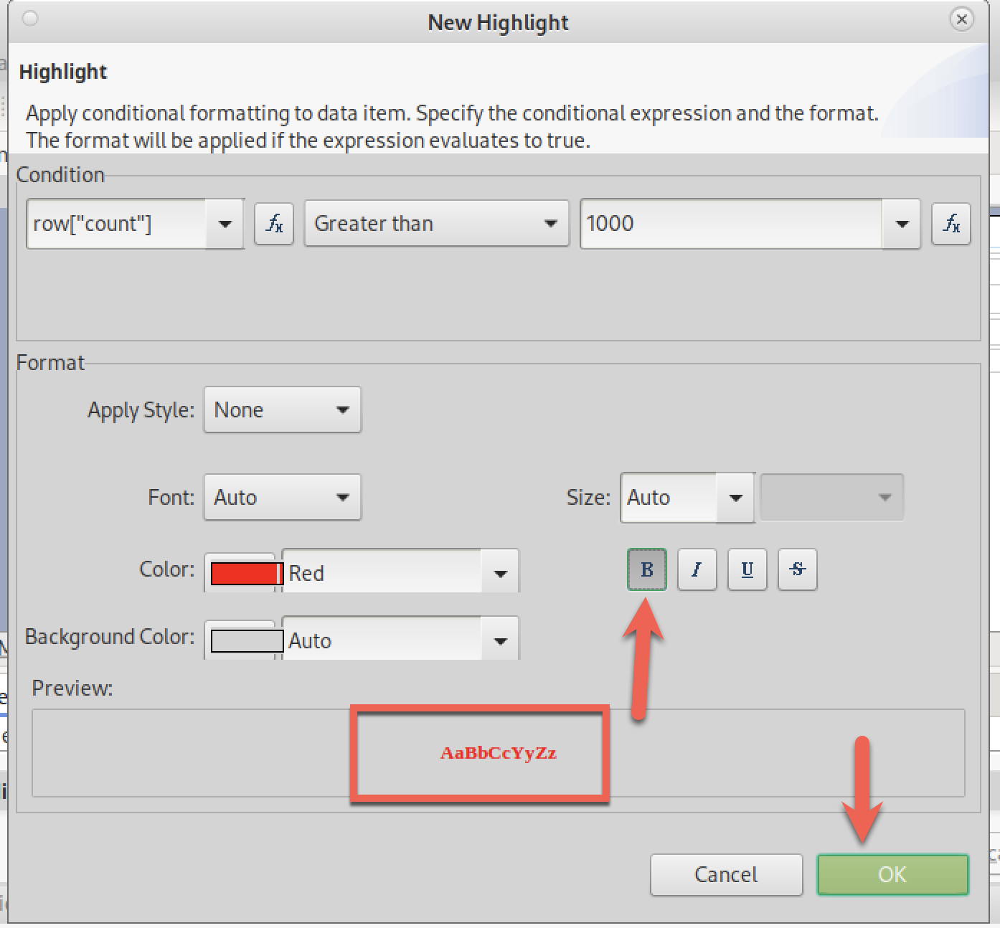 New Highlight
Highlight
Apply conditional formatting to data item. Specify the conditional expression and the format.
The format will be applied if the expression evaluates to true.
Condition
row["count"] fx Greater than 1000 fx
Format
Apply Style: None
Font: Auto Size: Auto
Color: Red B I U S
Background Color: Auto
Preview:
AaBbCcYyZz
Cancel OK